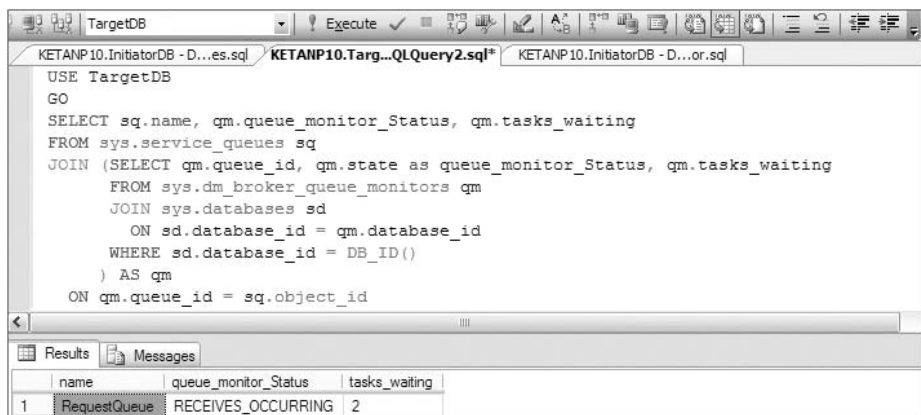 TargetDB Execute
KETANP10.InitiatorDB - D...es.sql KETANP10.Targ...QLQuery2.sql* KETANP10.InitiatorDB - D...or.sql
USE TargetDB
GO
SELECT sq.name, qm.queue_monitor_Status, qm.tasks_waiting
FROM sys.service_queues sq
JOIN (SELECT qm.queue_id, qm.state as queue_monitor_Status, qm.tasks_waiting
FROM sys.dm_broker_queue_monitors qm
JOIN sys.databases sd
ON sd.database_id = qm.database_id
WHERE sd.database_id = DB_ID()
) AS qm
ON qm.queue_id = sq.object_id
Results Messages
name queue_monitor_Status tasks_waiting
1 RequestQueue RECEIVES_OCCURRING 2